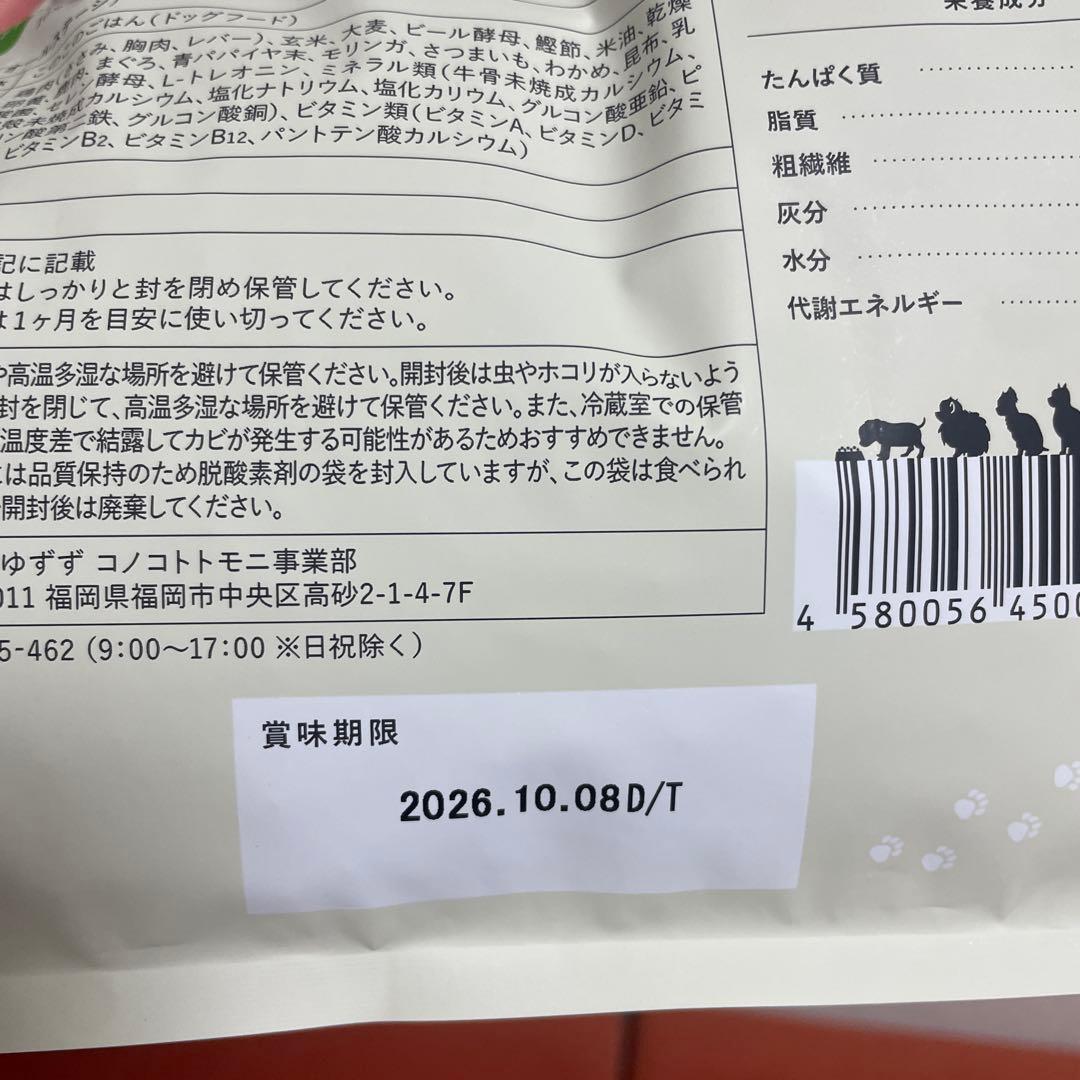 のごはん(ドッグフード)
さみ、胸肉、レバー)、玄米、大麦、ビール酵母、鰹節、米油、乾燥
まぐろ、青パパイヤ末、モリンガ、さつまいも、わかめ、昆布、乳
酵母、L-トレオニン、ミネラル類(牛骨未焼成カルシウム、
カルシウム、塩化ナトリウム、塩化カリウム、グルコン酸亜鉛、ピ
鉄、グルコン酸銅)、ビタミン類(ビタミンA、ビタミンD、ビタミ
ビタミンB2、ビタミンB12、パントテン酸カルシウム)
記に記載
はしっかりと封を閉め保管してください。
は1ヶ月を目安に使い切ってください。
や高温多湿な場所を避けて保管ください。開封後は虫やホコリが入らないよう
封を閉じて、高温多湿な場所を避けて保管ください。また、冷蔵室での保管
温度差で結露してカビが発生する可能性があるためおすすめできません。
には品質保持のため脱酸素剤の袋を封入していますが、この袋は食べられ
開封後は廃棄してください。
ゆずず コノコトトモニ事業部
011 福岡県福岡市中央区高砂2-1-4-7F
5-462(9:00〜17:00 ※日祝除く)
栄養成分
たんぱく質
脂質
粗繊維
灰分
水分
代謝エネルギー
4 580056 4500
賞味期限
2026.10.08D/T